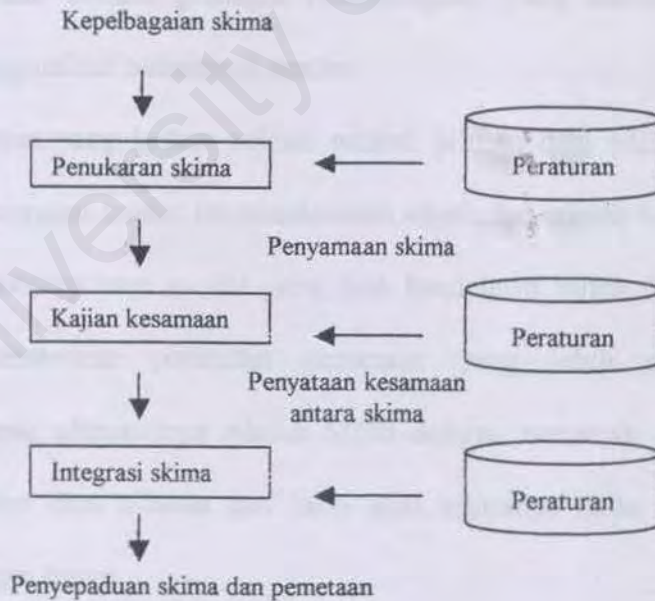 Kepelbagaian skima
Penukaran skima
Peraturan
Penyamaan skima
Kajian kesamaan
Peraturan
Penyataan kesamaan
antara skima
Integrasi skima
Peraturan
Penyepaduan skima dan pemetaan